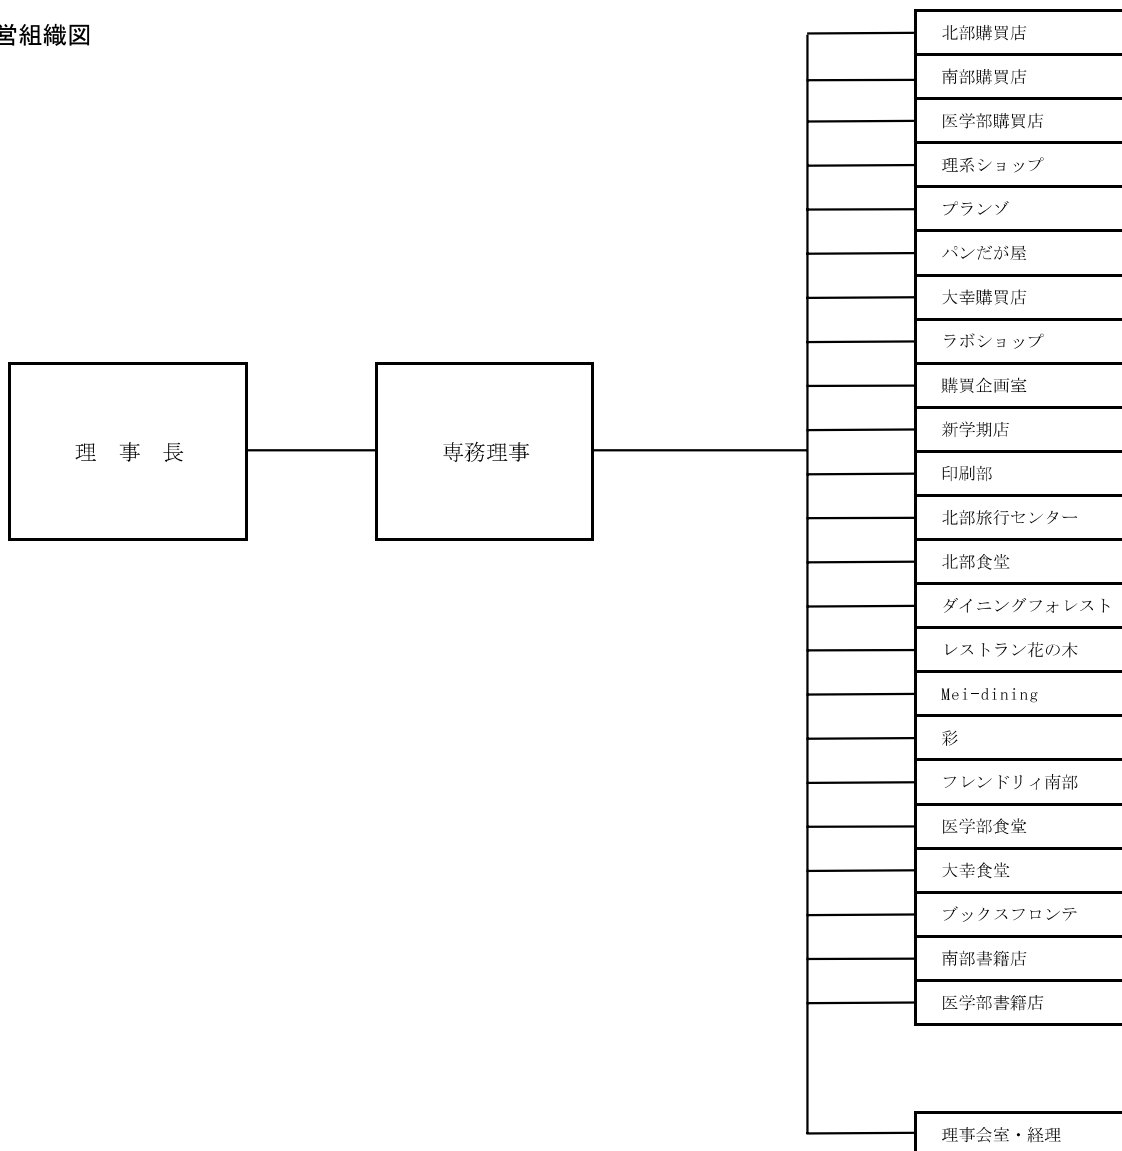 営組織図
理　事　長
専務理事
北部購買店
南部購買店
医学部購買店
理系ショップ
プランゾ
パンだが屋
大幸購買店
ラボショップ
購買企画室
新学期店
印刷部
北部旅行センター
北部食堂
ダイニングフォレスト
レストラン花の木
Mei-dining
彩
フレンドリィ南部
医学部食堂
大幸食堂
ブックスフロンテ
南部書籍店
医学部書籍店
理事会室・経理